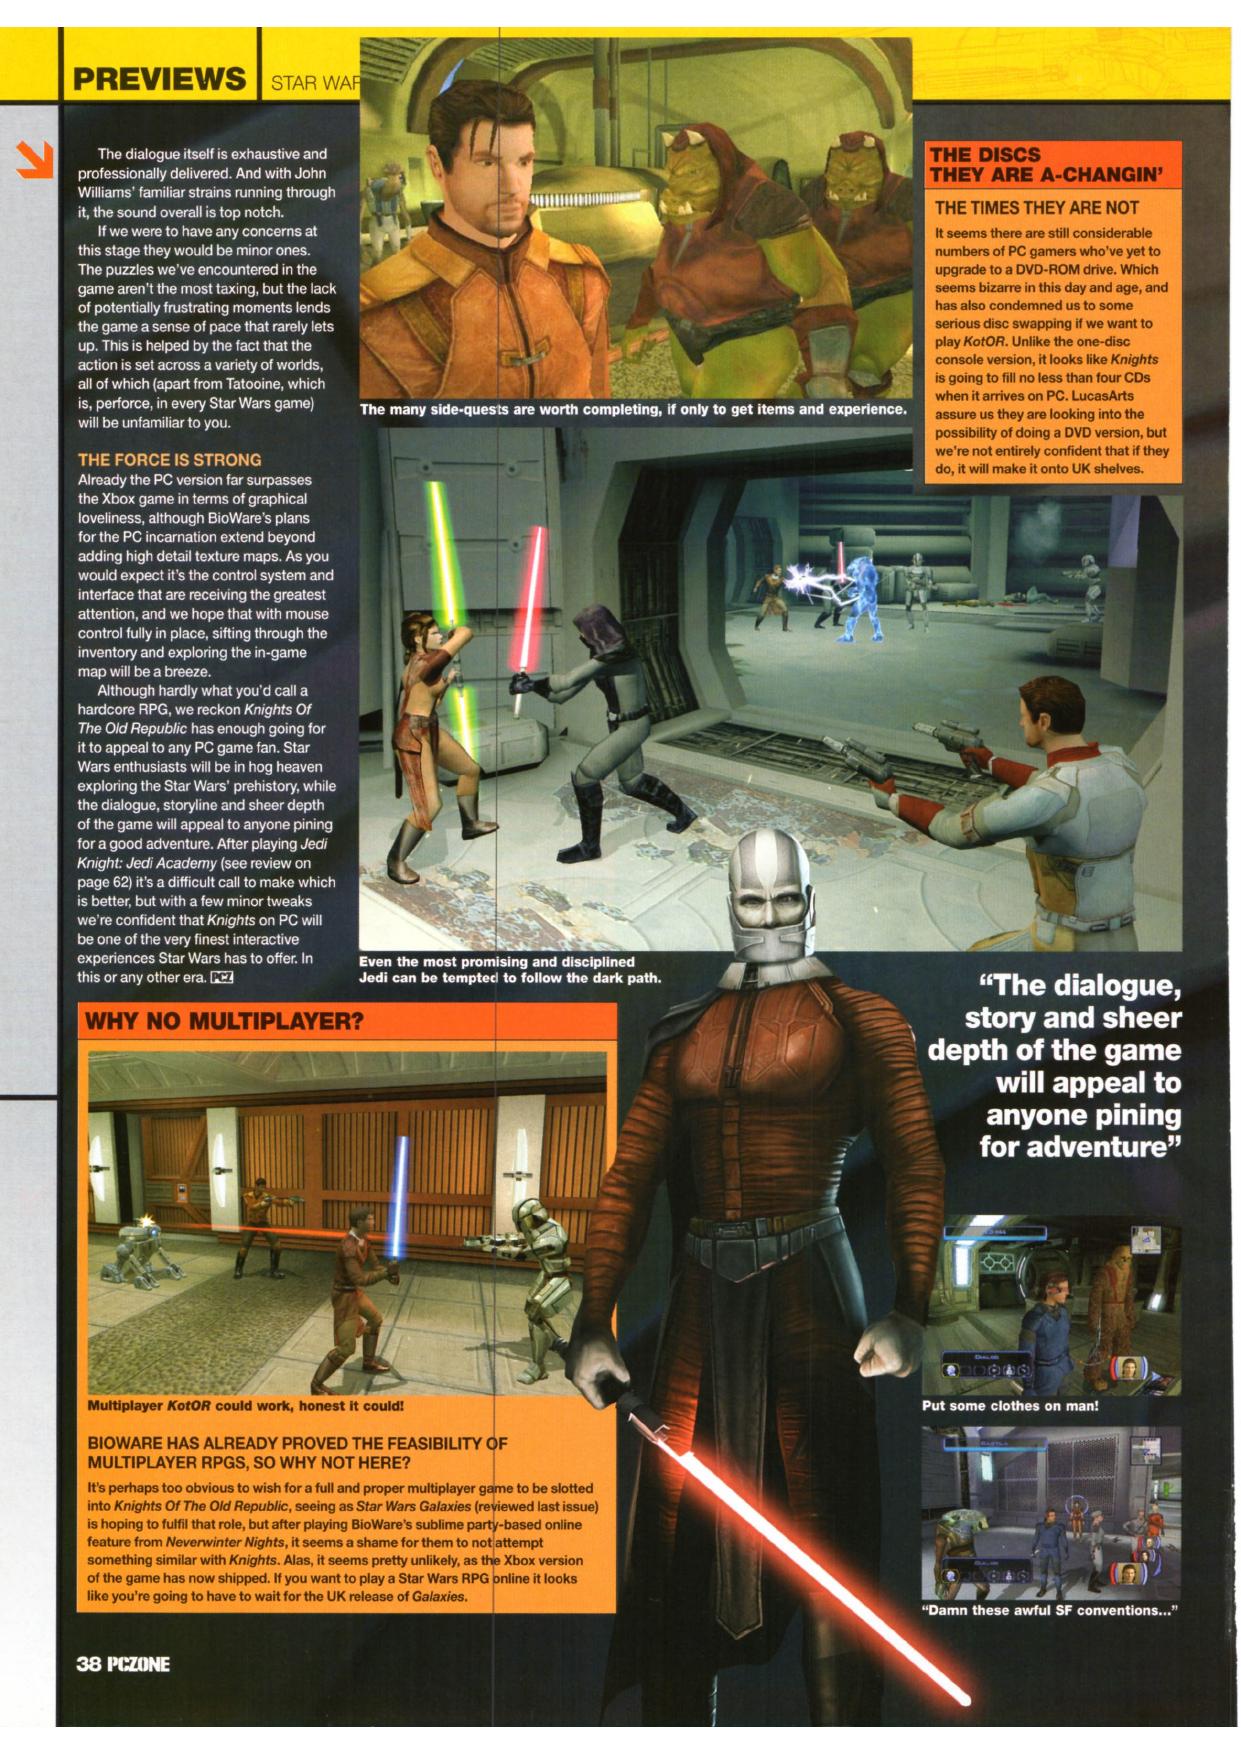 PREVIEWS
STAR WAR
The dialogue itself is exhaustive and
professionally delivered. And with John
Williams' familiar strains running through
it, the sound overall is top notch.
If we were to have any concerns at
this stage they would be minor ones.
The puzzles we've encountered in the
game aren't the most taxing, but the lack
of potentially frustrating moments lends
the game a sense of pace that rarely lets
up. This is helped by the fact that the
action is set across a variety of worlds,
all of which (apart from Tatooine, which
is, perforce, in every Star Wars game)
will be unfamiliar to you.
THE FORCE IS STRONG
Already the PC version far surpasses
the Xbox game in terms of graphical
loveliness, although BioWare's plans
for the PC incarnation extend beyond
adding high detail texture maps. As you
would expect it's the control system and
interface that are receiving the greatest
attention, and we hope that with mouse
control fully in place, sifting through the
inventory and exploring the in-game
map will be a breeze.
Although hardly what you'd call a
hardcore RPG, we reckon Knights Of
The Old Republic has enough going for
it to appeal to any PC game fan. Star
Wars enthusiasts will be in hog heaven
exploring the Star Wars' prehistory, while
the dialogue, storyline and sheer depth
of the game will appeal to anyone pining
for a good adventure. After playing Jedi
Knight: Jedi Academy (see review on
page 62) it's a difficult call to make which
is better, but with a few minor tweaks
we're confident that Knights on PC will
be one of the very finest interactive
experiences Star Wars has to offer. In
this or any other era. PCZ
The many side-quests are worth completing, if only to get items and experience.
THE DISCS
THEY ARE A-CHANGIN'
THE TIMES THEY ARE NOT
It seems there are still considerable
numbers of PC gamers who've yet to
upgrade to a DVD-ROM drive. Which
seems bizarre in this day and age, and
has also condemned us to some
serious disc swapping if we want to
play KotOR. Unlike the one-disc
console version, it looks like Knights
is going to fill no less than four CDs
when it arrives on PC. LucasArts
assure us they are looking into the
possibility of doing a DVD version, but
we're not entirely confident that if they
do, it will make it onto UK shelves.
Even the most promising and disciplined
Jedi can be tempted to follow the dark path.
"The dialogue,
story and sheer
depth of the game
will appeal to
anyone pining
for adventure"
WHY NO MULTIPLAYER?
Multiplayer KotOR could work, honest it could!
BIOWARE HAS ALREADY PROVED THE FEASIBILITY OF
MULTIPLAYER RPGS, SO WHY NOT HERE?
It's perhaps too obvious to wish for a full and proper multiplayer game to be slotted
into Knights Of The Old Republic, seeing as Star Wars Galaxies (reviewed last issue)
is hoping to fulfil that role, but after playing BioWare's sublime party-based online
feature from Neverwinter Nights, it seems a shame for them to not attempt
something similar with Knights. Alas, it seems pretty unlikely, as the Xbox version
of the game has now shipped. If you want to play a Star Wars RPG online it looks
like you're going to have to wait for the UK release of Galaxies.
Put some clothes on man!
"Damn these awful SF conventions..."
38 PCZONE